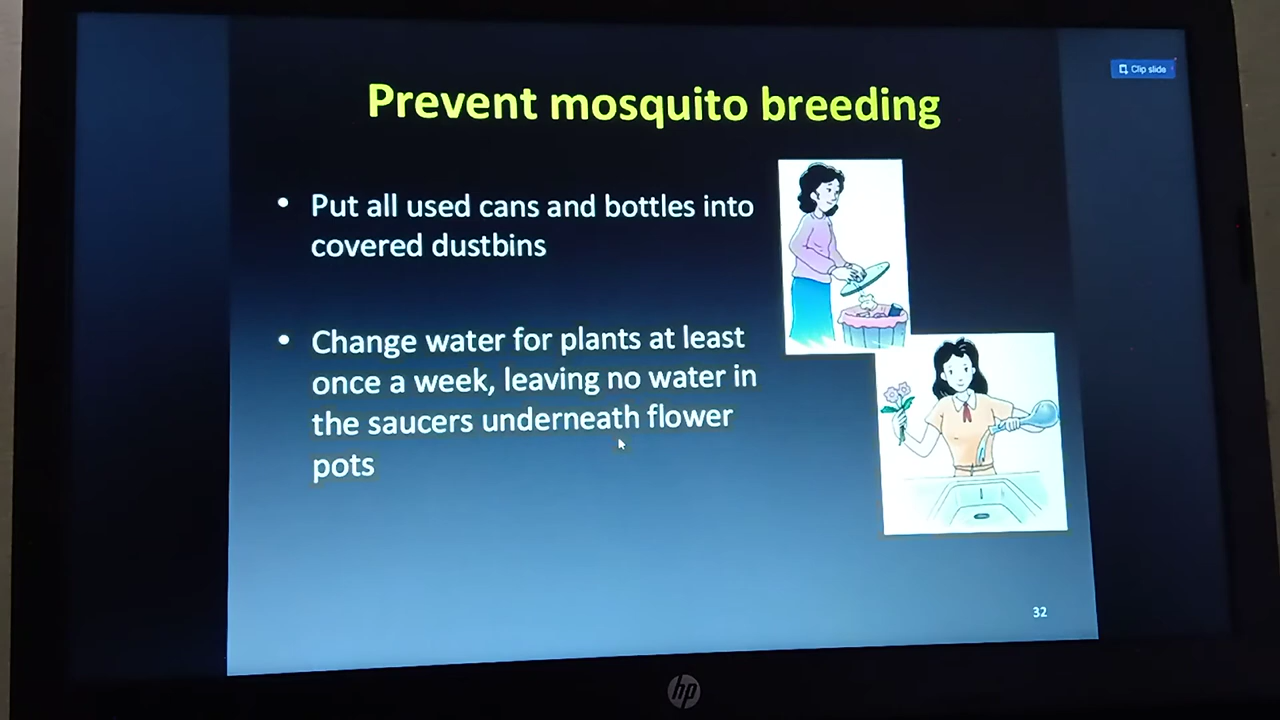 Clip slide
Prevent mosquito breeding
• Put all used cans and bottles into
covered dustbins
• Change water for plants at least
once a week, leaving no water in
the saucers underneath flower
pots
32
hp